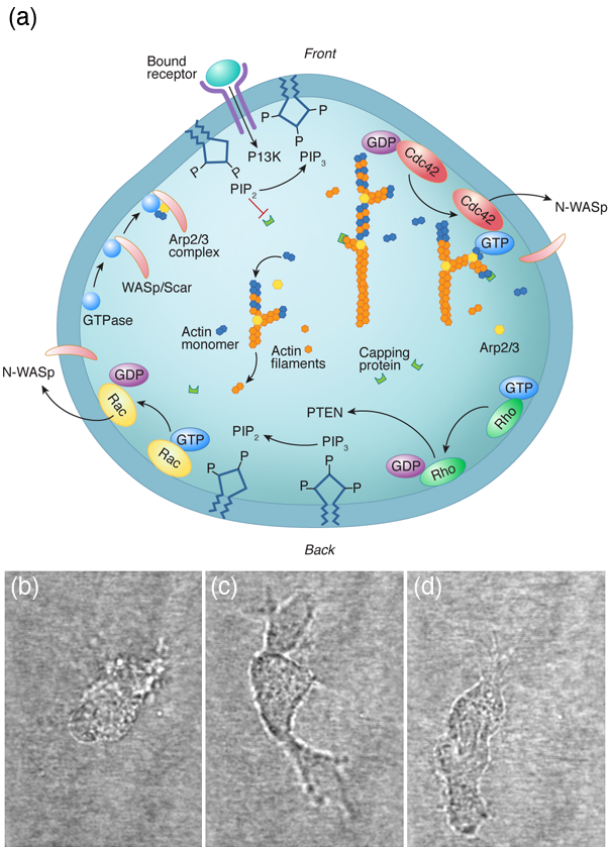 (a)
Front
Bound
receptor
P
P
P
P
P
P13K
PIP3
PIP2
GDP
Cdc42
Cdc42
N-WASp
GTP
Arp2/3
complex
WASp/Scar
GTPase
Actin
monomer
Actin
filaments
Capping
protein
Arp2/3
N-WASp
GDP
Rac
GTP
Rac
PTEN
GTP
Rho
PIP2
PIP3
GDP
Rho
P
P
P
P
P
Back
(b)
(c)
(d)